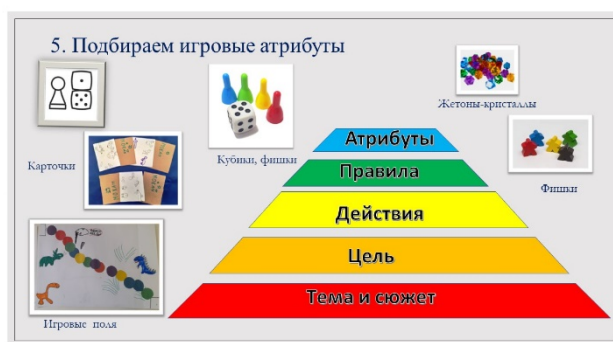 5. Подбираем игровые атрибуты
Жетоны-кристаллы
Карточки
Кубики, фишки
Фишки
Атрибуты
Правила
Действия
Цель
Тема и сюжет
Игровые поля